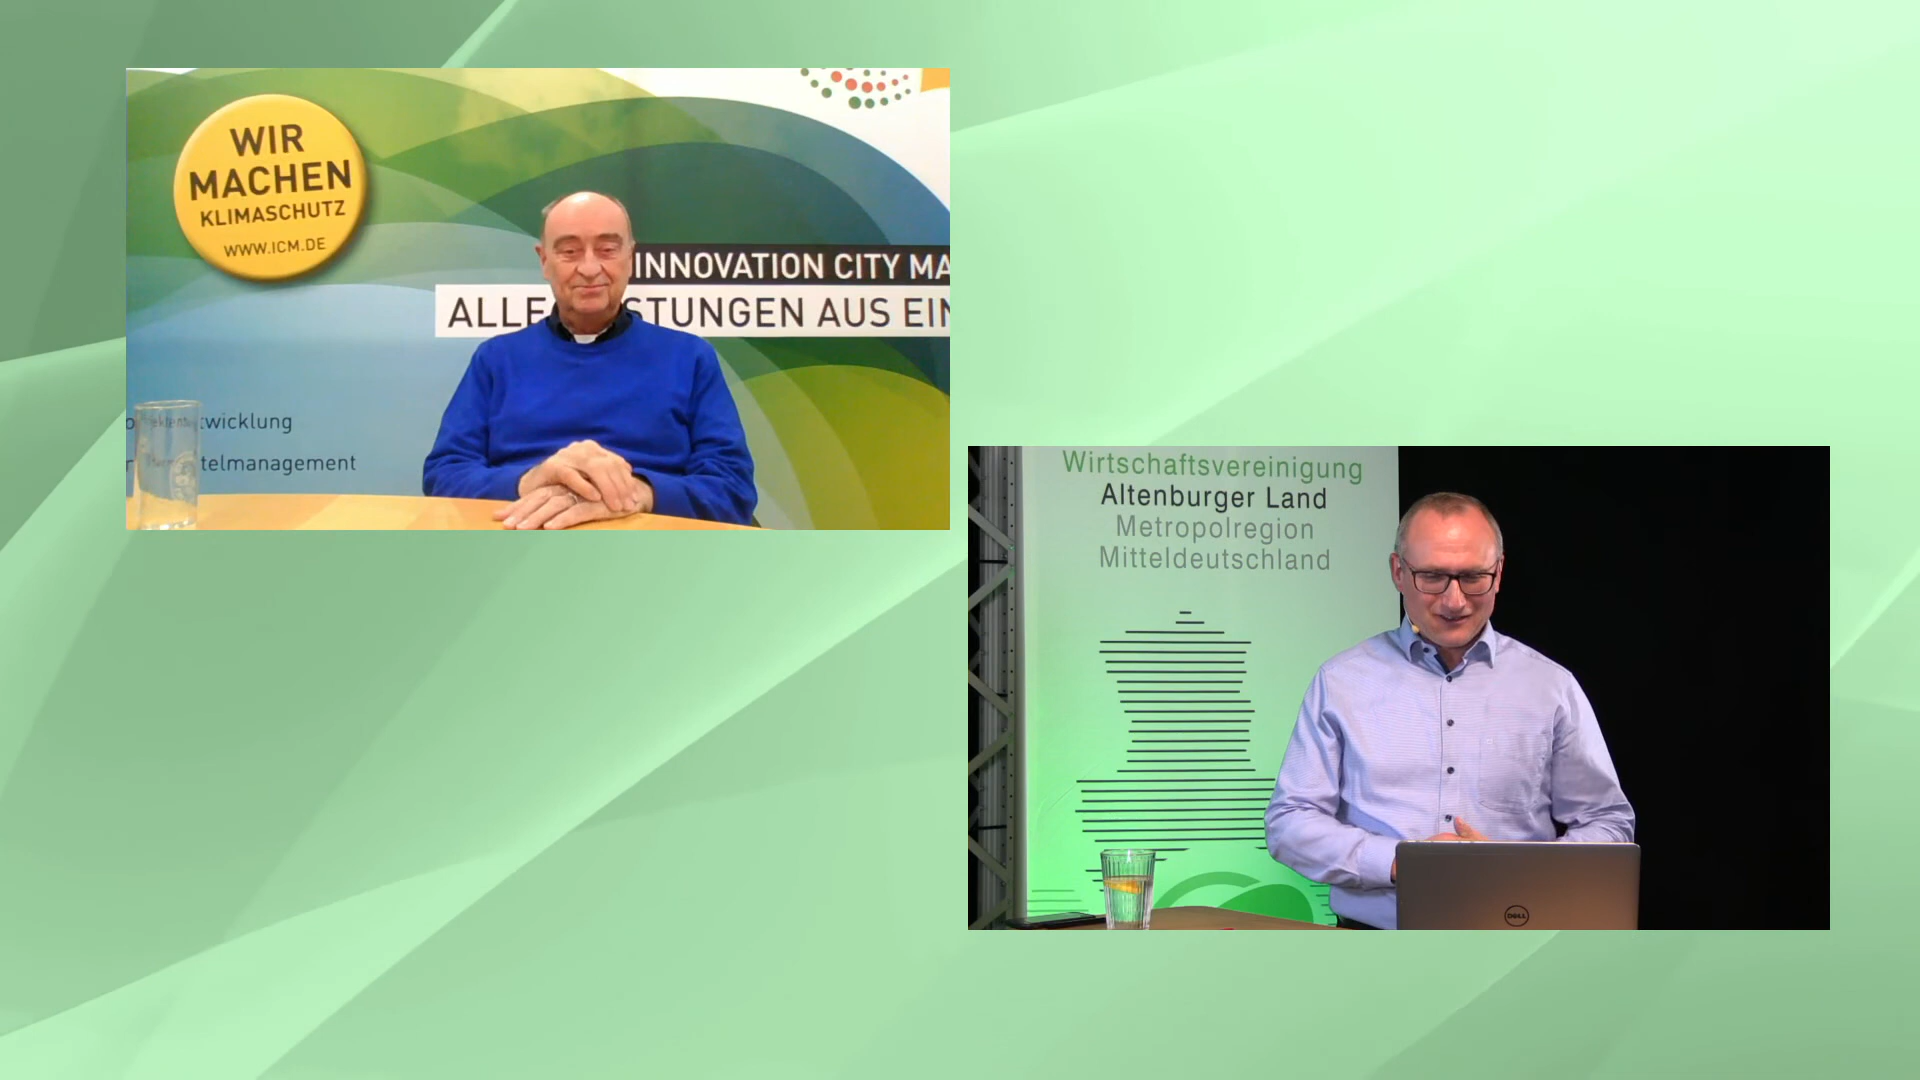 WIR
MACHEN
KLIMASCHUTZ
WWW.ICM.DE
INNOVATION CITY MA
ALLE STUNGEN AUS EIN
twicklung
telmanagement
Wirtschaftsvereinigung
Altenburger Land
Metropolregion
Mitteldeutschland
DELL